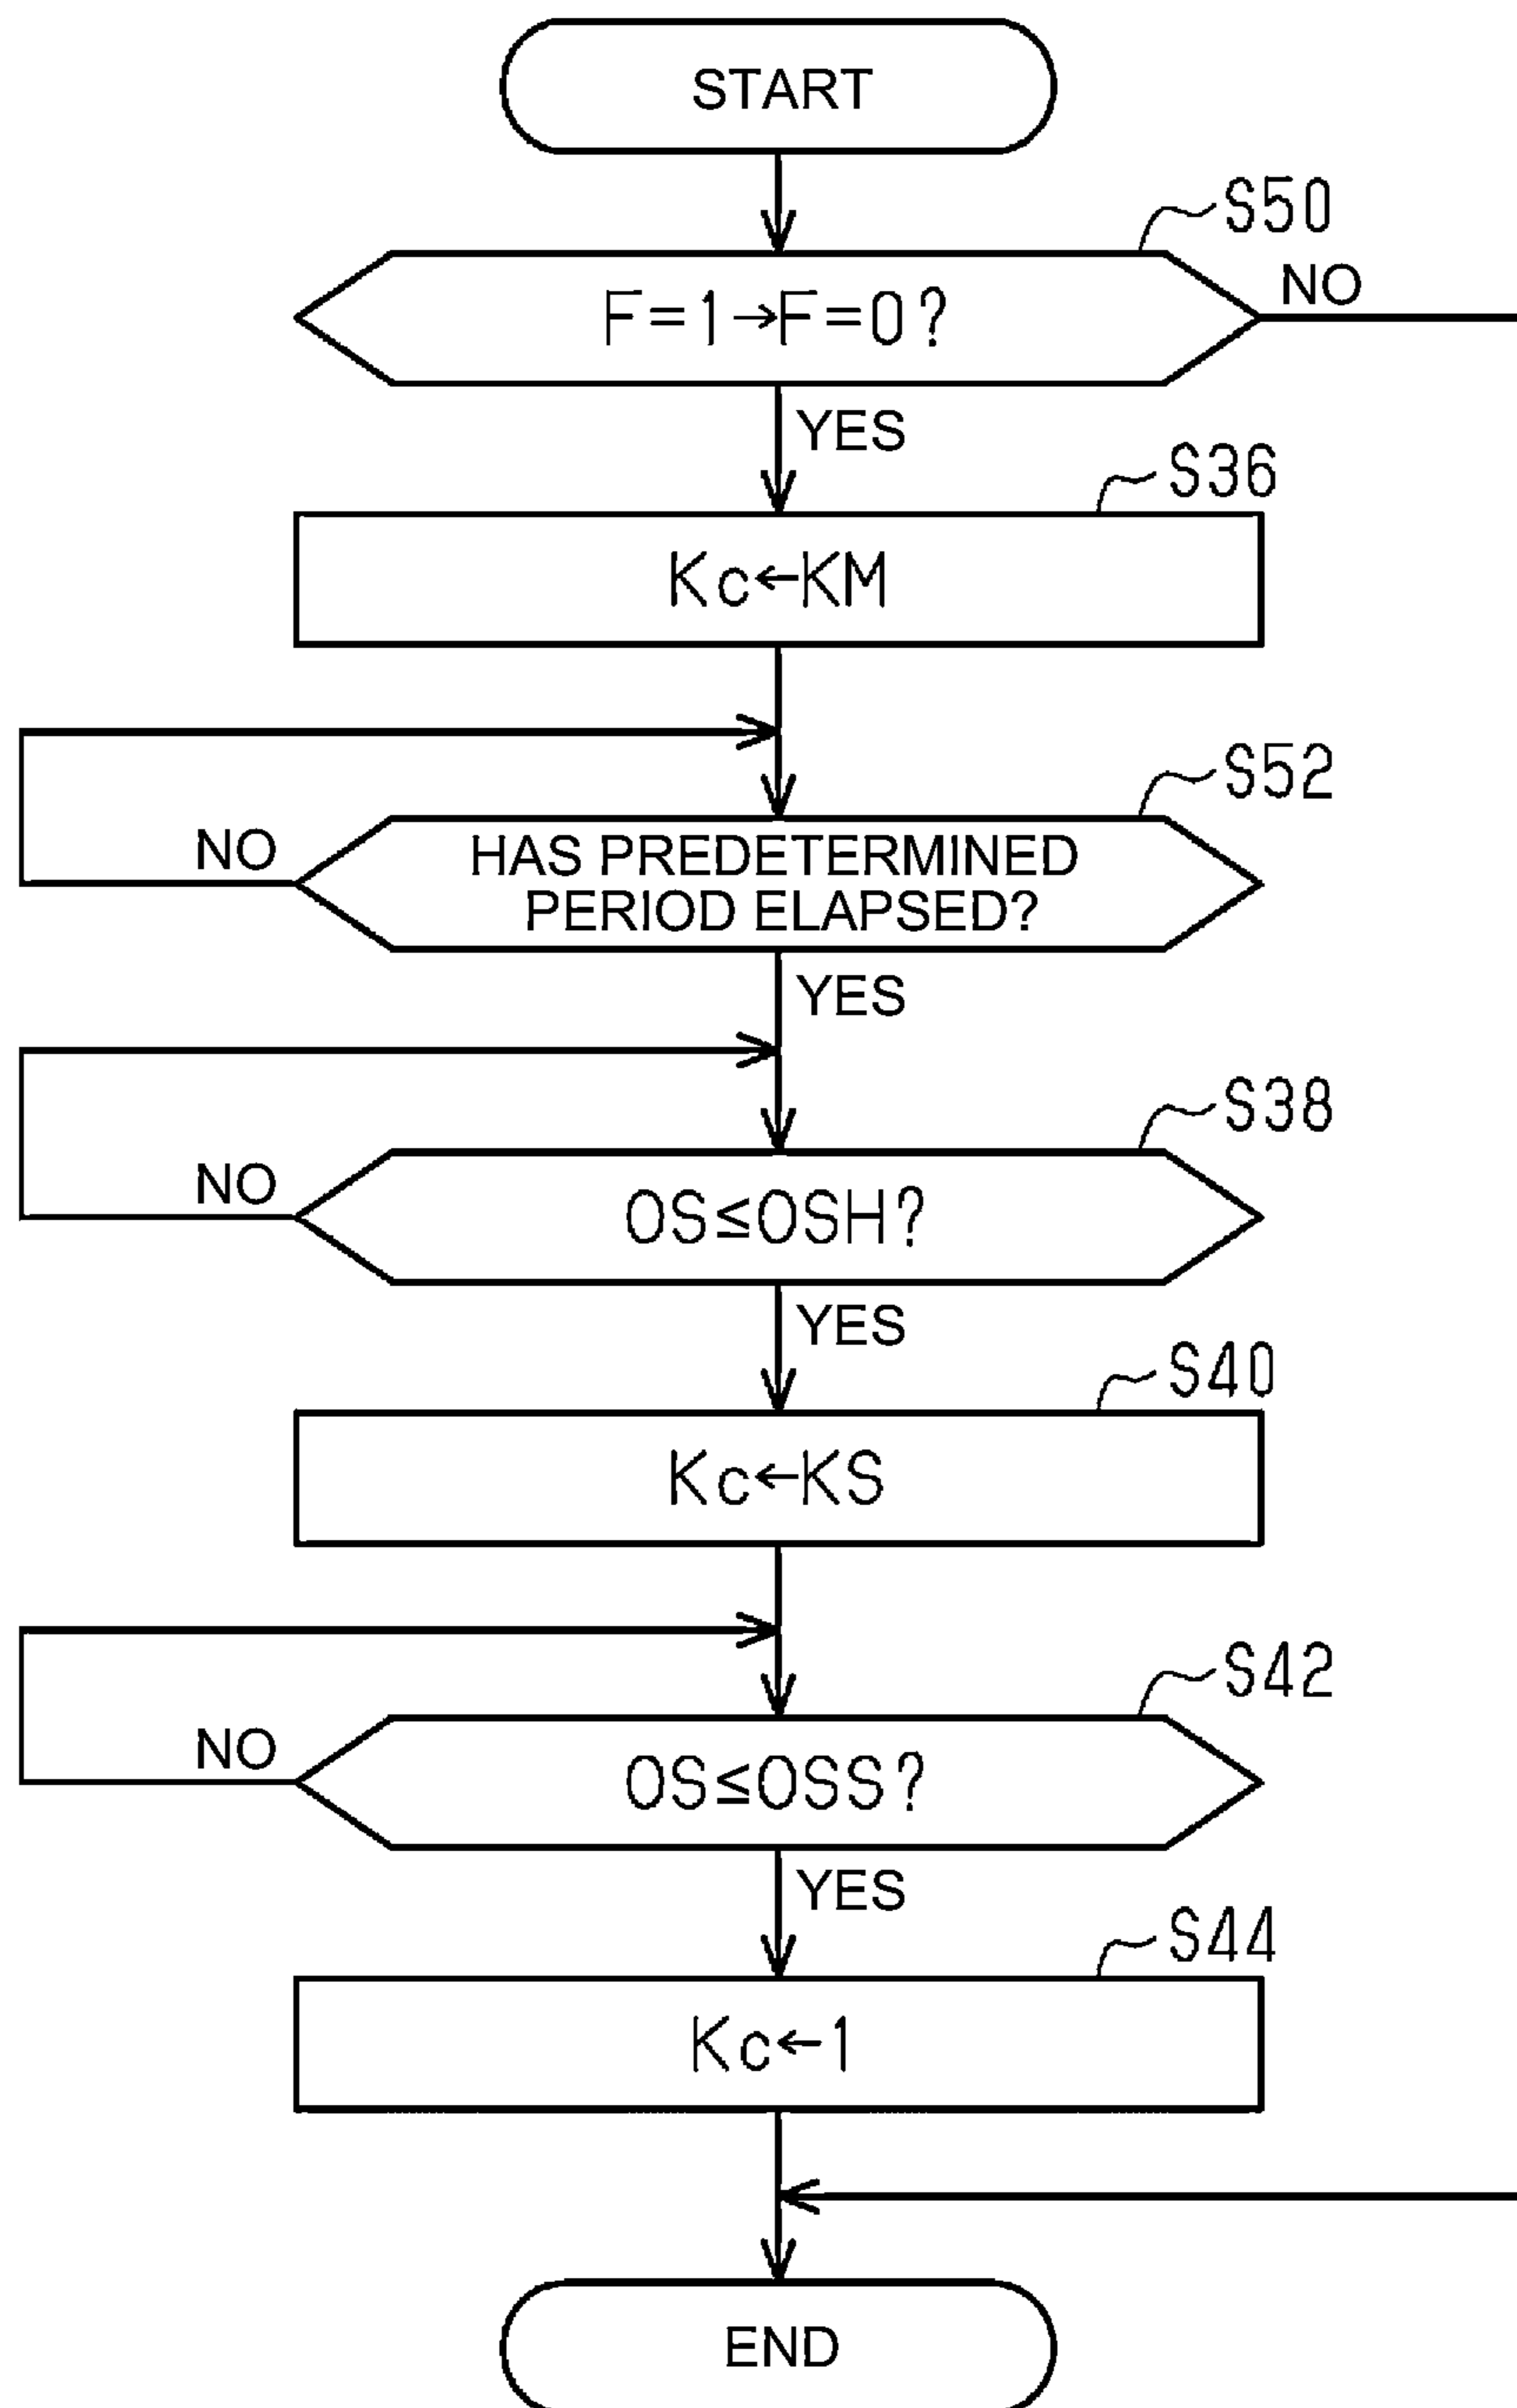 START
S50
F=1→F=0?
NO
YES
S36
Kc←KM
S52
NO
HAS PREDETERMINED
PERIOD ELAPSED?
YES
S38
NO
OS≤OSH?
YES
S40
Kc←KS
S42
NO
OS≤OSS?
YES
S44
Kc←1
END